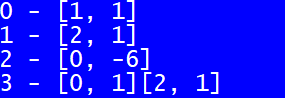 0 - [1, 1]
1 - [2, 1]
2 - [0, -6]
3 - [0, 1][2, 1]